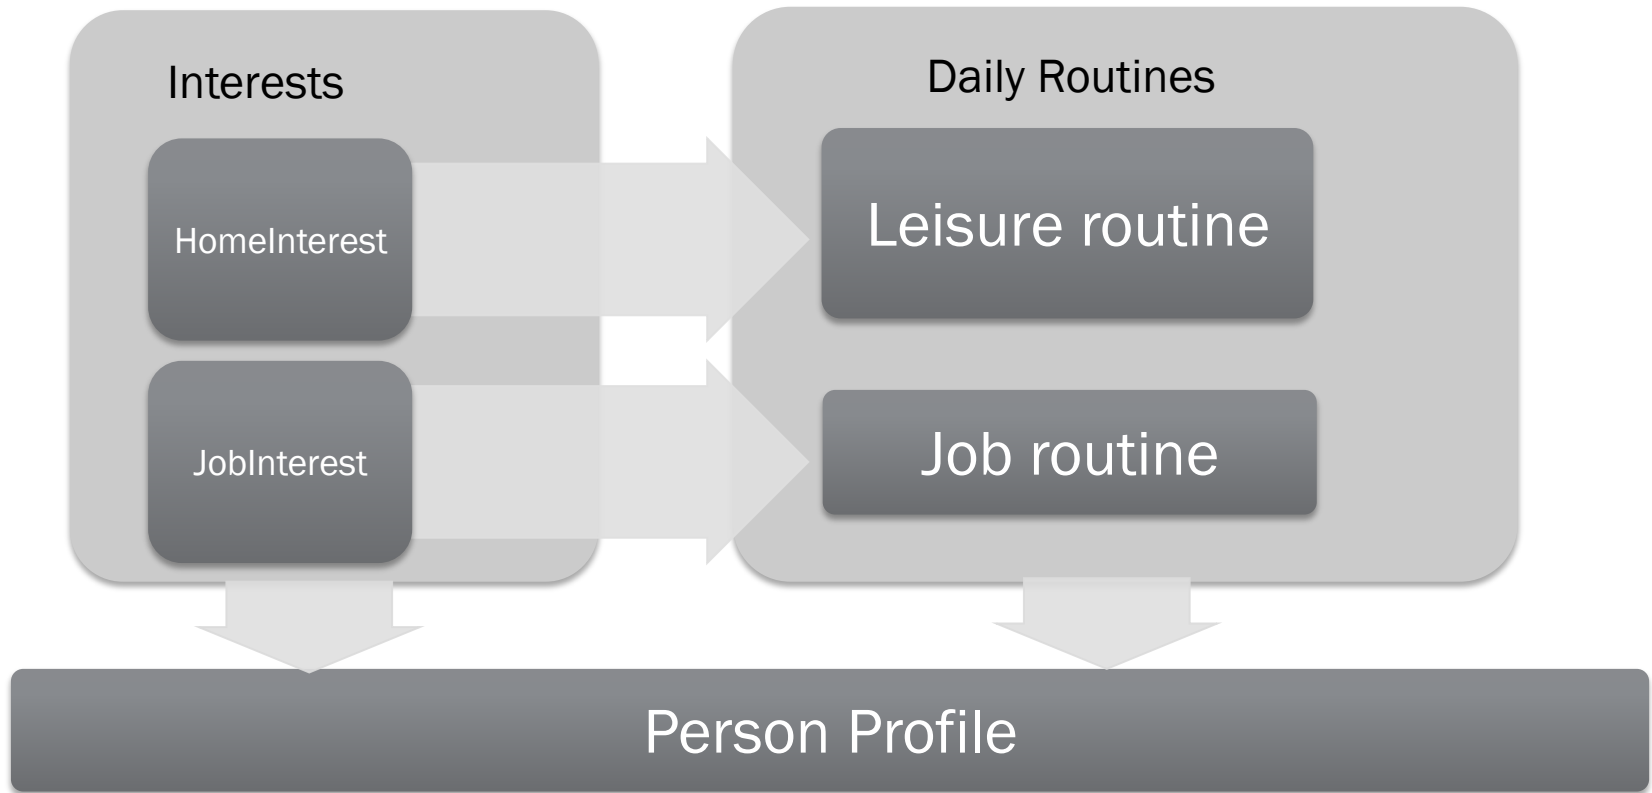 Interests
HomeInterest
JobInterest
Daily Routines
Leisure routine
Job routine
Person Profile